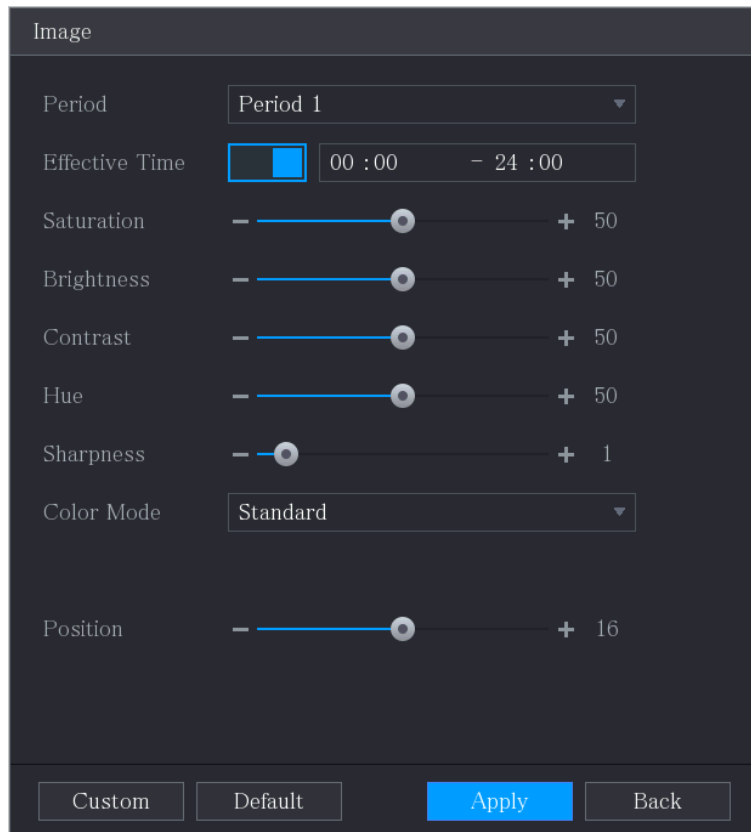 Image
Period Period 1
Effective Time 00 :00 - 24 :00
Saturation 50
Brightness 50
Contrast 50
Hue 50
Sharpness 1
Color Mode Standard
Position 16
Custom Default Apply Back